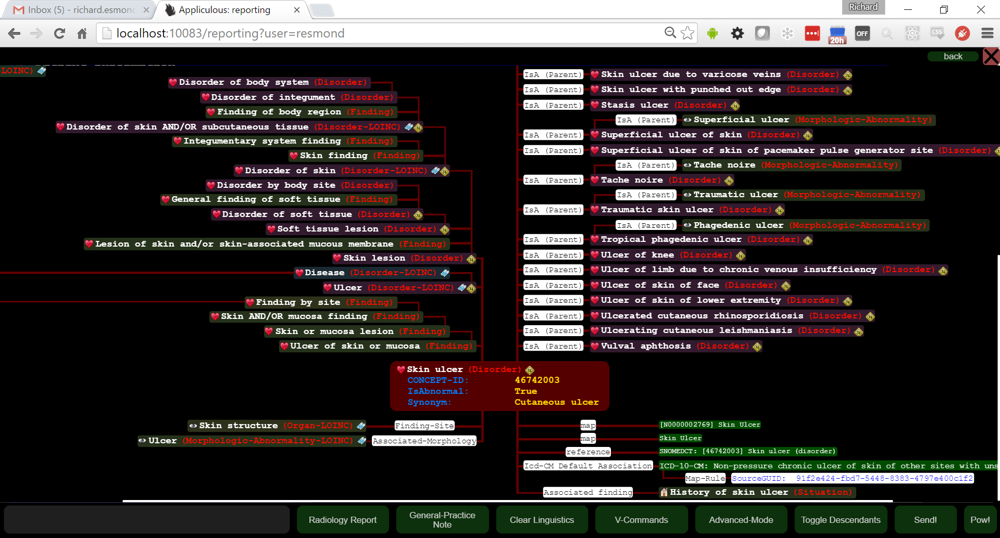 Inbox (5) - richard.esmon
Appliculous: reporting
Richard
localhost:10083/reporting?user=resmond
20h
OFF
CSS
back
-LOINC)
Disorder of body system (Disorder)
Disorder of integument (Disorder)
Finding of body region (Finding)
Disorder of skin AND/OR subcutaneous tissue (Disorder-LOINC)
Integumentary system finding (Finding)
Skin finding (Finding)
Disorder of skin (Disorder-LOINC)
Disorder by body site (Disorder)
General finding of soft tissue (Finding)
Disorder of soft tissue (Disorder)
Soft tissue lesion (Disorder)
Lesion of skin and/or skin-associated mucous membrane (Finding)
Skin lesion (Disorder)
Disease (Disorder-LOINC)
Ulcer (Disorder-LOINC)
Finding by site (Finding)
Skin AND/OR mucosa finding (Finding)
Skin or mucosa lesion (Finding)
Ulcer of skin or mucosa (Finding)
IsA (Parent) Skin ulcer due to varicose veins (Disorder)
IsA (Parent) Skin ulcer with punched out edge (Disorder)
IsA (Parent) Stasis ulcer (Disorder)
IsA (Parent) Superficial ulcer (Morphologic-Abnormality)
IsA (Parent) Superficial ulcer of skin (Disorder)
IsA (Parent) Superficial ulcer of skin of pacemaker pulse generator site (Disorder)
IsA (Parent) Tache noire (Morphologic-Abnormality)
IsA (Parent) Tache noire (Disorder)
IsA (Parent) Traumatic ulcer (Morphologic-Abnormality)
IsA (Parent) Traumatic skin ulcer (Disorder)
IsA (Parent) Phagedenic ulcer (Morphologic-Abnormality)
IsA (Parent) Tropical phagedenic ulcer (Disorder)
IsA (Parent) Ulcer of knee (Disorder)
IsA (Parent) Ulcer of limb due to chronic venous insufficiency (Disorder)
IsA (Parent) Ulcer of skin of face (Disorder)
IsA (Parent) Ulcer of skin of lower extremity (Disorder)
IsA (Parent) Ulcerated cutaneous rhinosporidiosis (Disorder)
IsA (Parent) Ulcerating cutaneous leishmaniasis (Disorder)
IsA (Parent) Vulval aphthosis (Disorder)
Skin ulcer (Disorder)
CONCEPT-ID: 46742003
IsAbnormal: True
Synonym: Cutaneous ulcer
Skin structure (Organ-LOINC) Finding-Site
Ulcer (Morphologic-Abnormality-LOINC) Associated-Morphology
map [N0000002769] Skin Ulcer
map Skin Ulcer
reference SNOMEDCT: [46742003] Skin ulcer (disorder)
Icd-CM Default Association ICD-10-CM: Non-pressure chronic ulcer of skin of other sites with uns
Map-Rule SourceGUID: 91f2e424-fbd7-5448-8383-4797e400c1f2
Associated finding History of skin ulcer (Situation)
Radiology Report
General-Practice Note
Clear Linguistics
V-Commands
Advanced-Mode
Toggle Descendants
Send!
Pow!